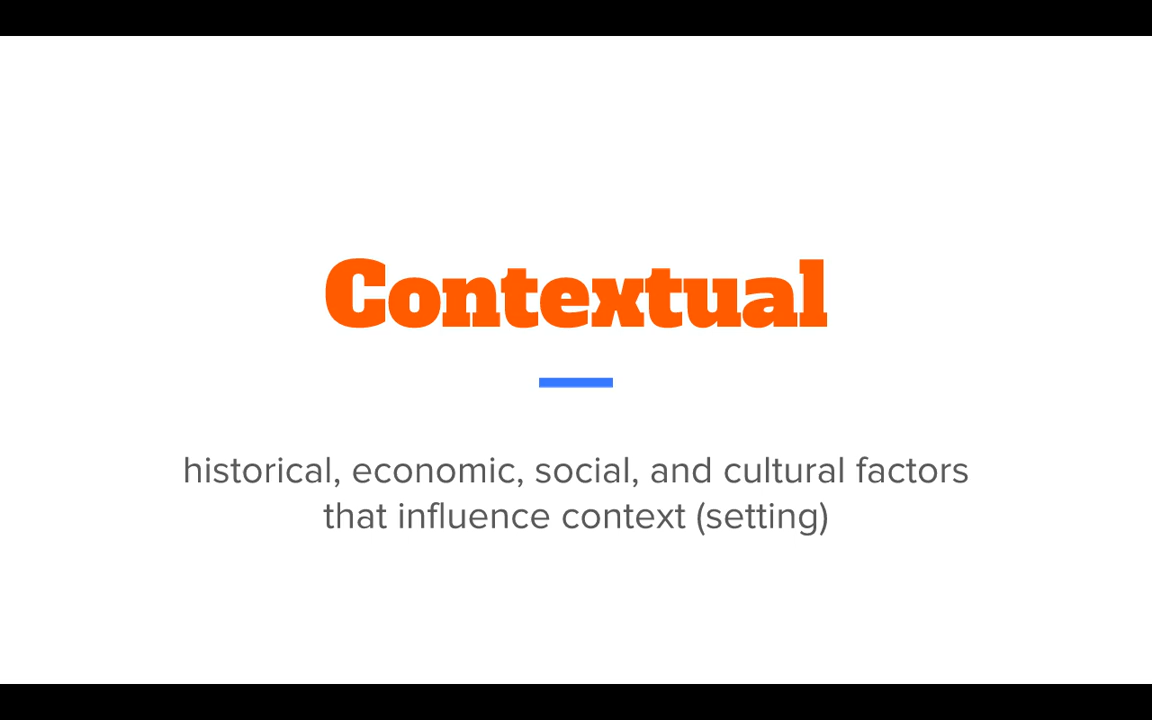 Contextual
historical, economic, social, and cultural factors
that influence context (setting)